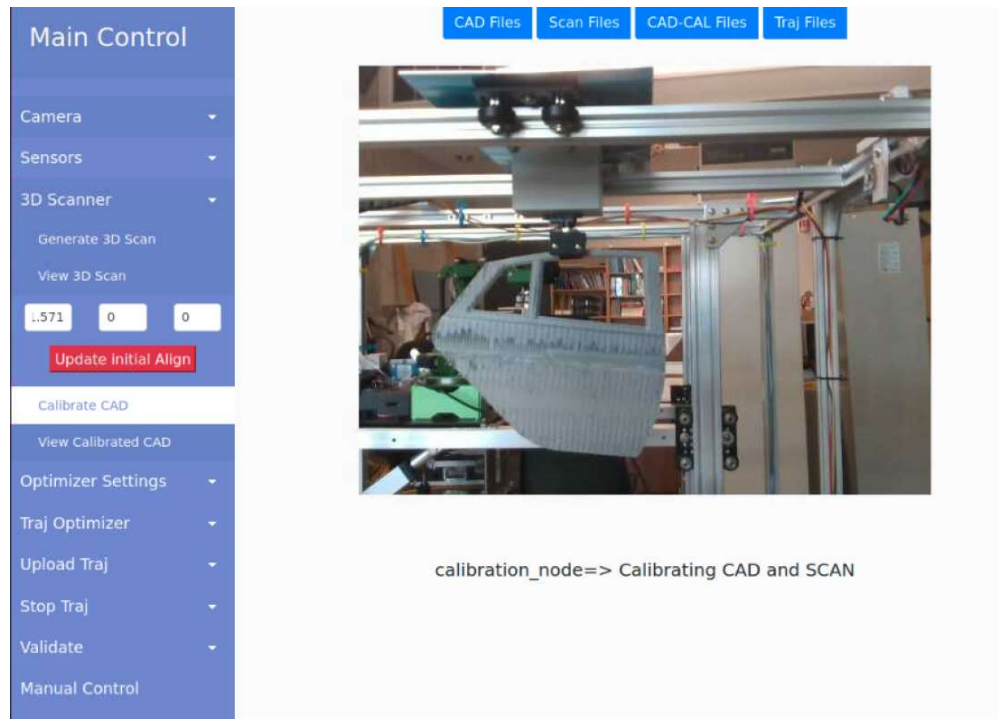 Main Control
Camera
Sensors
3D Scanner
Generate 3D Scan
View 3D Scan
1.571 0 0
Update initial Align
Calibrate CAD
View Calibrated CAD
Optimizer Settings
Traj Optimizer
Upload Traj
Stop Traj
Validate
Manual Control
CAD Files Scan Files CAD-CAL Files Traj Files
calibration_node=> Calibrating CAD and SCAN